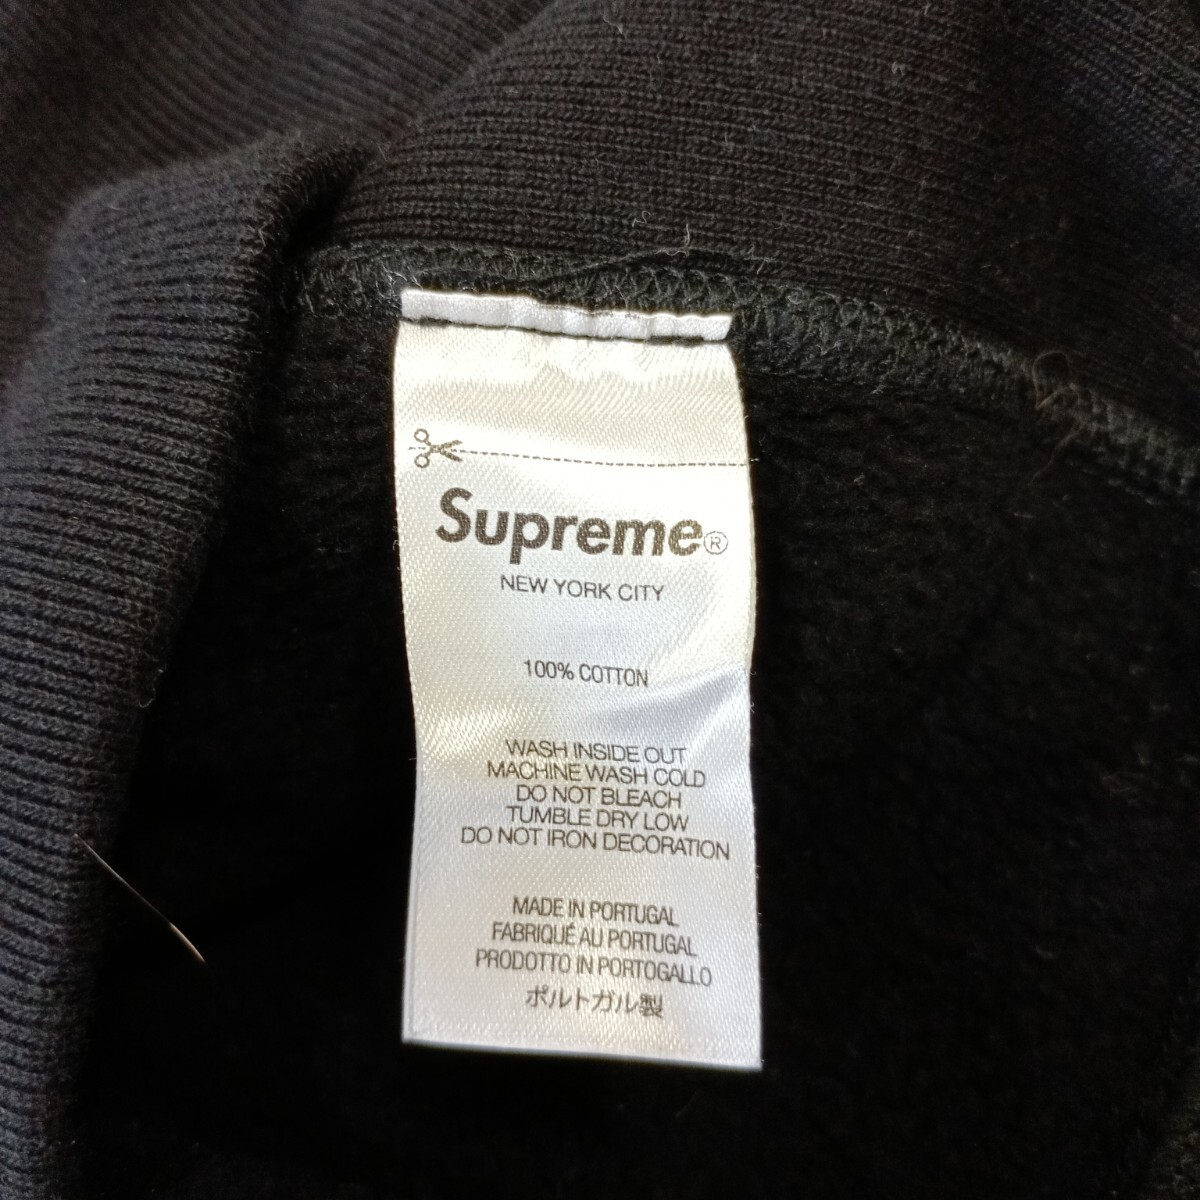 Supreme®
NEW YORK CITY
100% COTTON
WASH INSIDE OUT
MACHINE WASH COLD
DO NOT BLEACH
TUMBLE DRY LOW
DO NOT IRON DECORATION
MADE IN PORTUGAL
FABRIQUÉ AU PORTUGAL
PRODOTTO IN PORTOGALLO
ポルトガル製